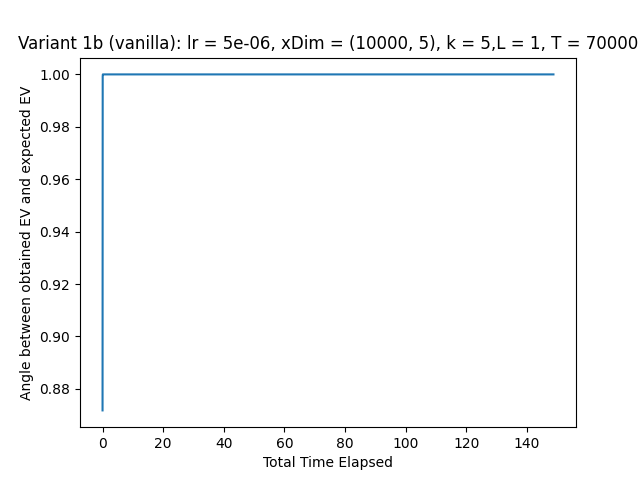 Variant 1b (vanilla): lr = 5e-06, xDim = (10000, 5), k = 5,L = 1, T = 70000
Angle between obtained EV and expected EV
1.00
0.98
0.96
0.94
0.92
0.90
0.88
0 20 40 60 80 100 120 140
Total Time Elapsed